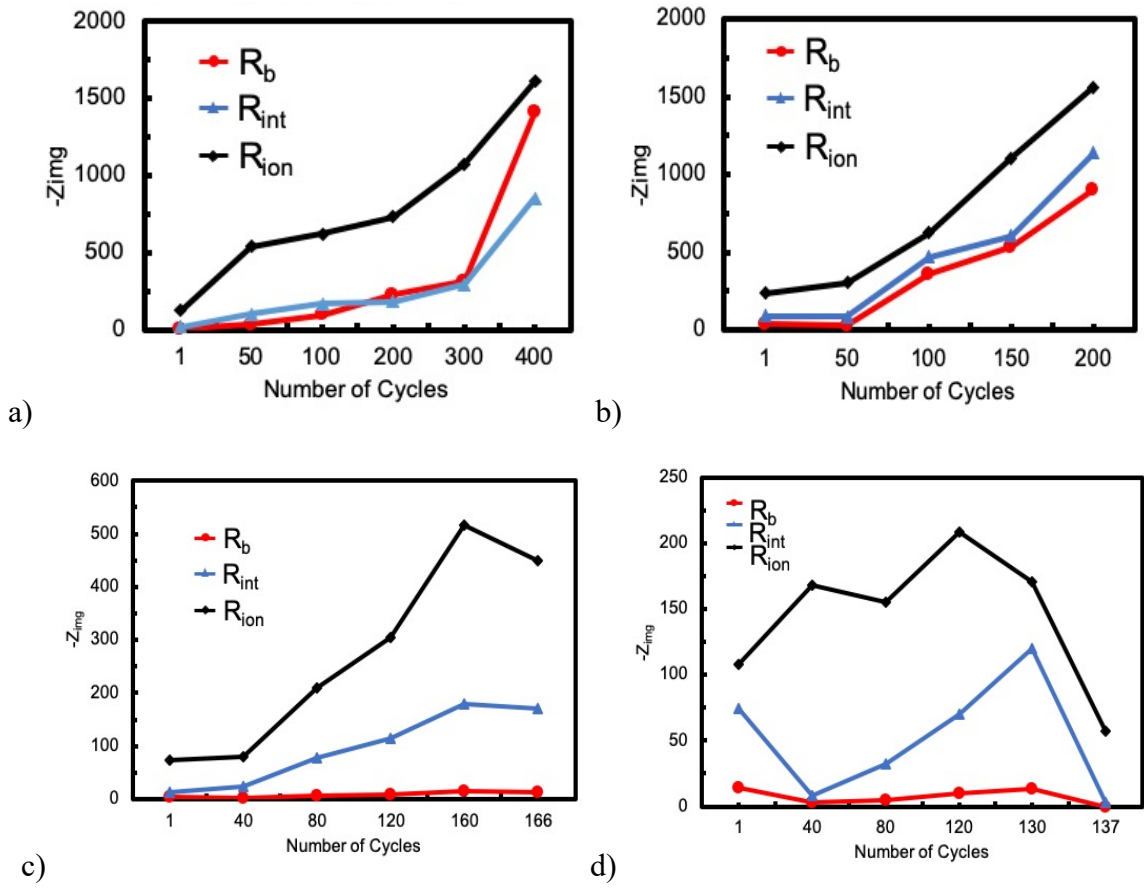 2000
1500
1000
500
0
-Zimg
R_b
R_int
R_ion
1 50 100 200 300 400
Number of Cycles
a)
2000
1500
1000
500
0
-Zimg
R_b
R_int
R_ion
1 50 100 150 200
Number of Cycles
b)
600
500
400
300
200
100
0
-Z_img
R_b
R_int
R_ion
1 40 80 120 160 166
Number of Cycles
c)
250
200
150
100
50
0
-Z_img
R_b
R_int
R_ion
1 40 80 120 130 137
Number of Cycles
d)